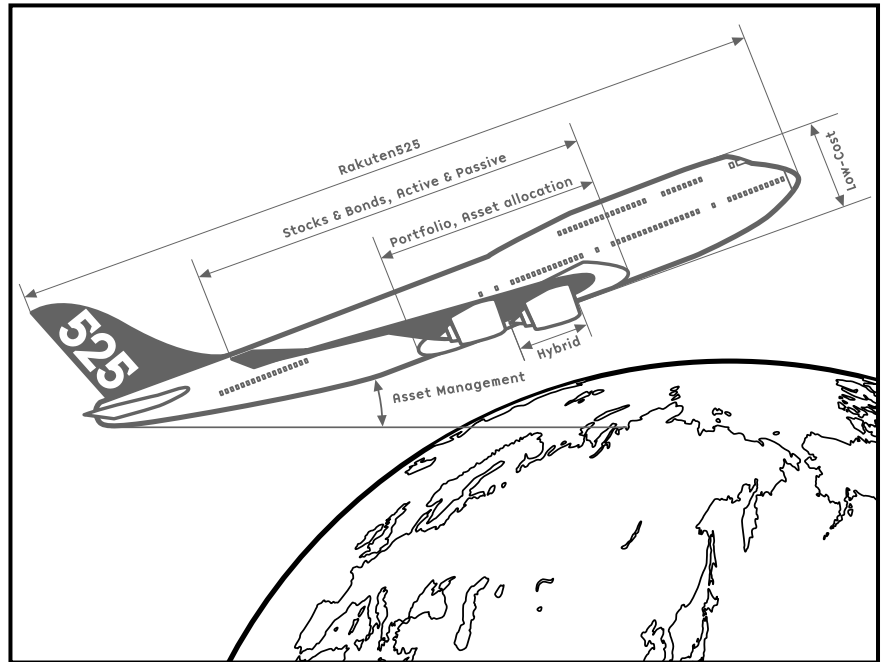 Rakuten525
Stocks & Bonds, Active & Passive
Portfolio, Asset allocation
Low-Cost
525
Hybrid
Asset Management